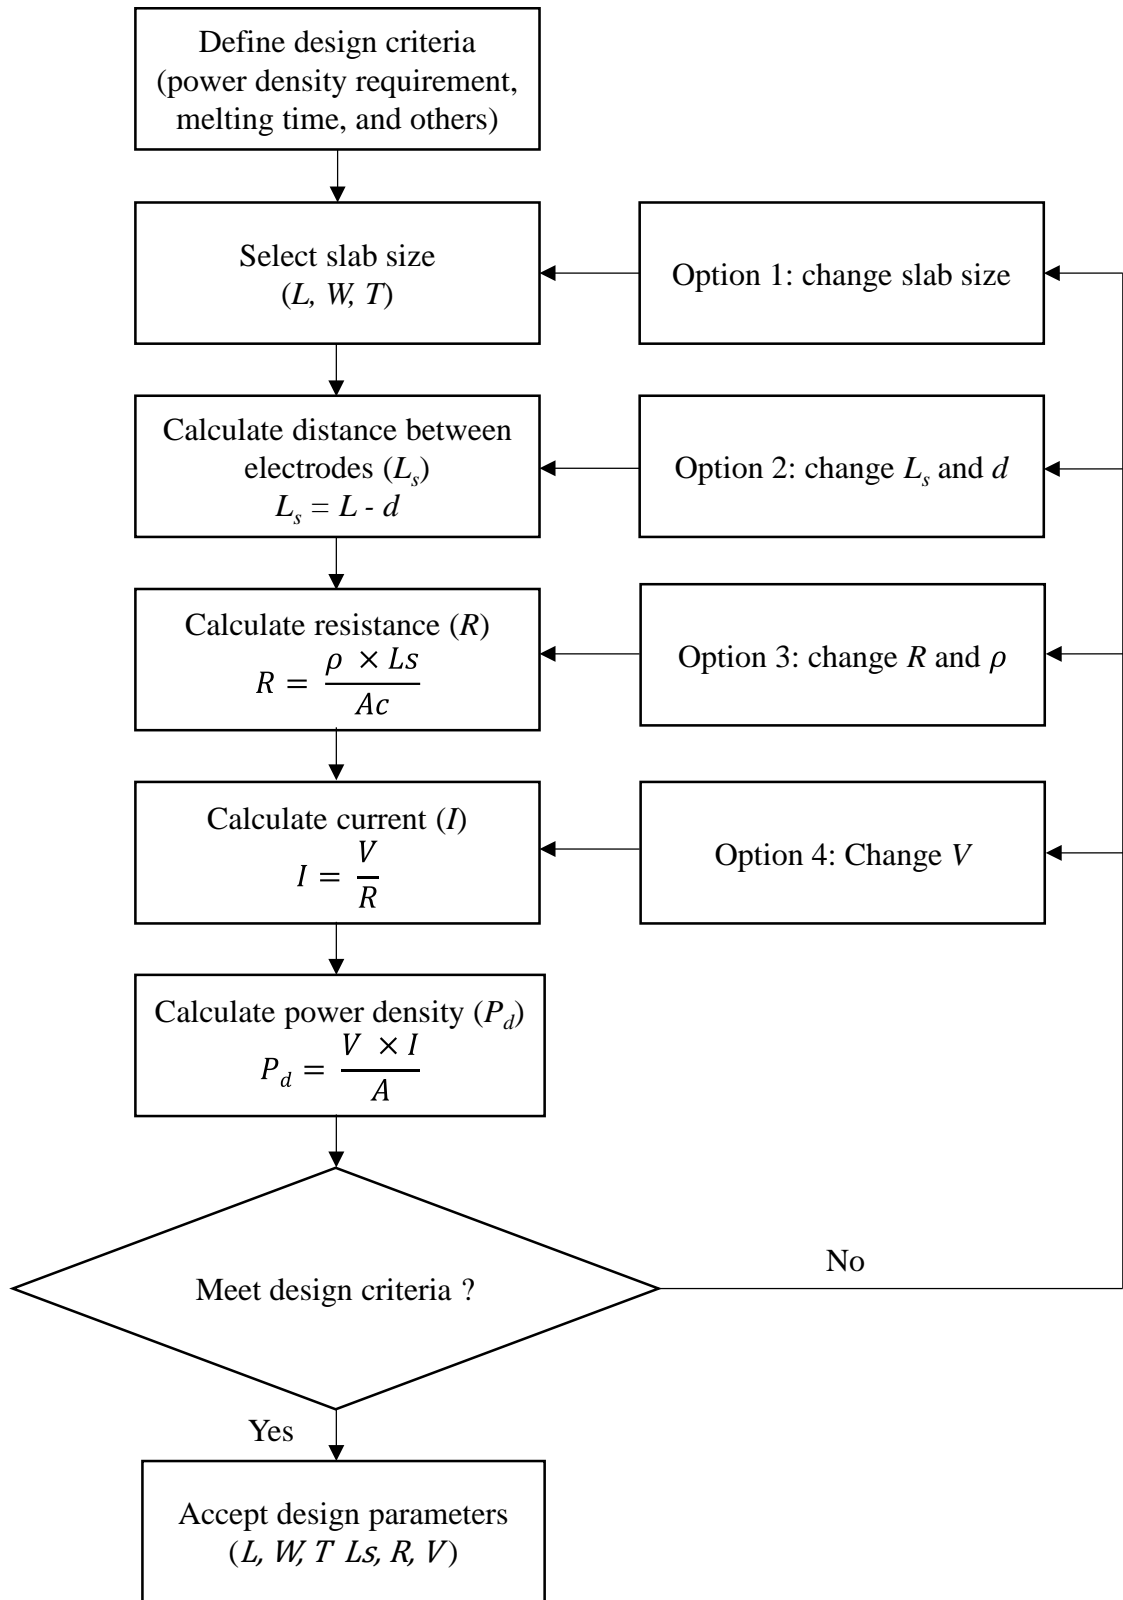 Define design criteria
(power density requirement,
melting time, and others)
Select slab size
(L, W, T)
Option 1: change slab size
Calculate distance between
electrodes (Ls)
Ls = L - d
Option 2: change Ls and d
Calculate resistance (R)
R = ρ × Ls / Ac
Option 3: change R and ρ
Calculate current (I)
I = V / R
Option 4: Change V
Calculate power density (Pd)
Pd = V × I / A
Meet design criteria ?
No
Yes
Accept design parameters
(L, W, T Ls, R, V)